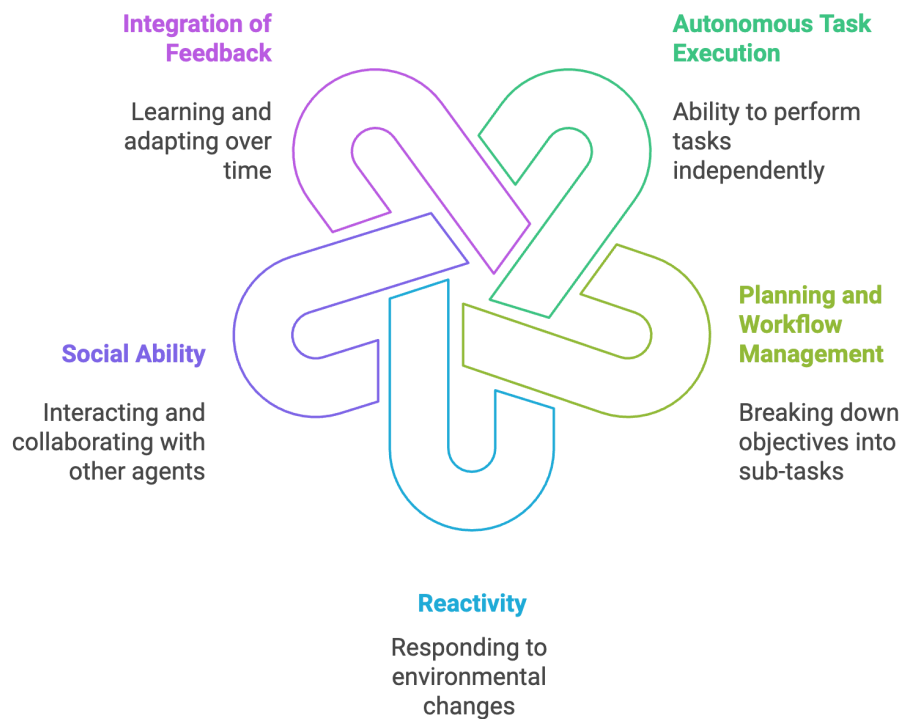 Integration of
Feedback
Learning and
adapting over
time
Autonomous Task
Execution
Ability to perform
tasks
independently
Planning and
Workflow
Management
Breaking down
objectives into
sub-tasks
Social Ability
Interacting and
collaborating with
other agents
Reactivity
Responding to
environmental
changes